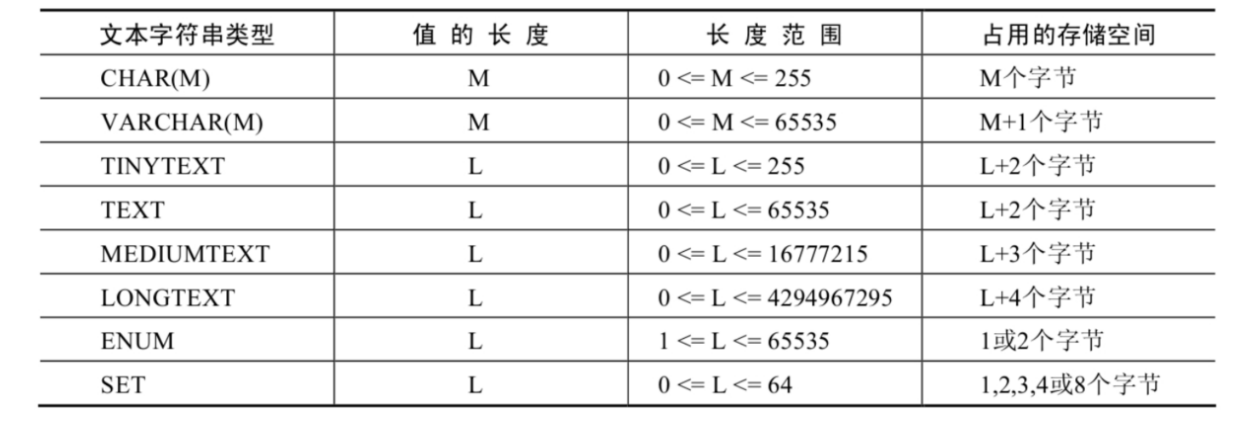 文本字符串类型 值的长度 长度范围 占用的存储空间
CHAR(M) M 0 <= M <= 255 M个字节
VARCHAR(M) M 0 <= M <= 65535 M+1个字节
TINYTEXT L 0 <= L <= 255 L+2个字节
TEXT L 0 <= L <= 65535 L+2个字节
MEDIUMTEXT L 0 <= L <= 16777215 L+3个字节
LONGTEXT L 0 <= L <= 4294967295 L+4个字节
ENUM L 1 <= L <= 65535 1或2个字节
SET L 0 <= L <= 64 1,2,3,4或8个字节